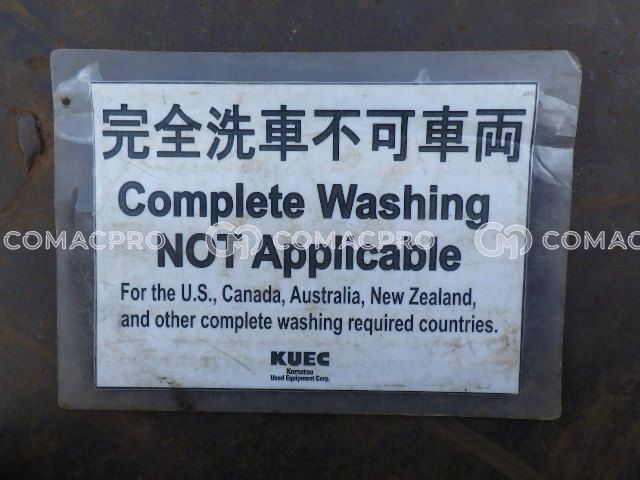 完全洗車不可車両
Complete Washing
NOT Applicable
COMACPRO COMACPRO COMACPRO
For the U.S., Canada, Australia, New Zealand,
and other complete washing required countries.
KUEC
Komatsu
Used Equipment Corp.